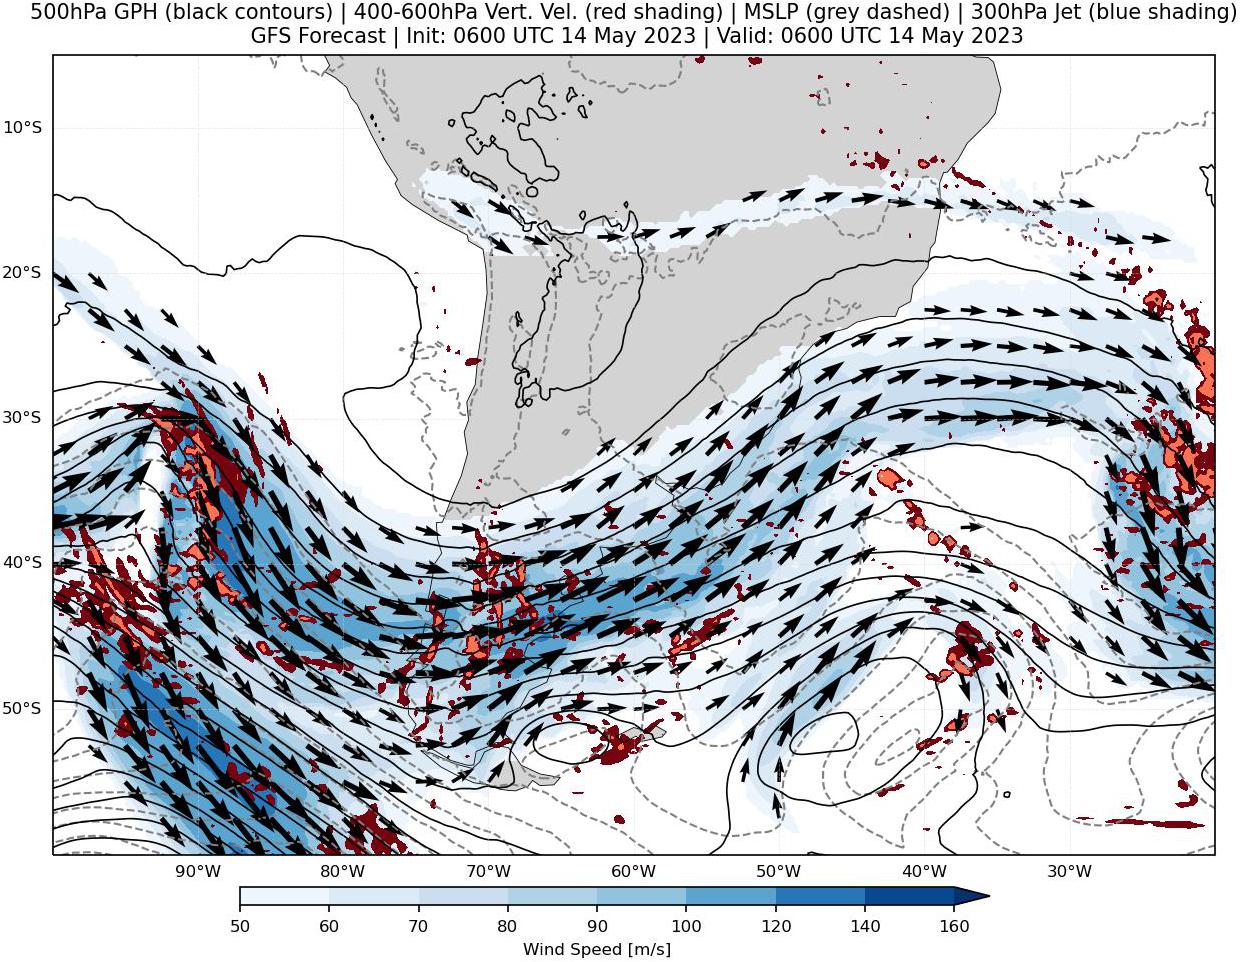 500hPa GPH (black contours) | 400-600hPa Vert. Vel. (red shading) | MSLP (grey dashed) | 300hPa Jet (blue shading)
GFS Forecast | Init: 0600 UTC 14 May 2023 | Valid: 0600 UTC 14 May 2023
10°S
20°S
30°S
40°S
50°S
90°W 80°W 70°W 60°W 50°W 40°W 30°W
50 60 70 80 90 100 120 140 160
Wind Speed [m/s]